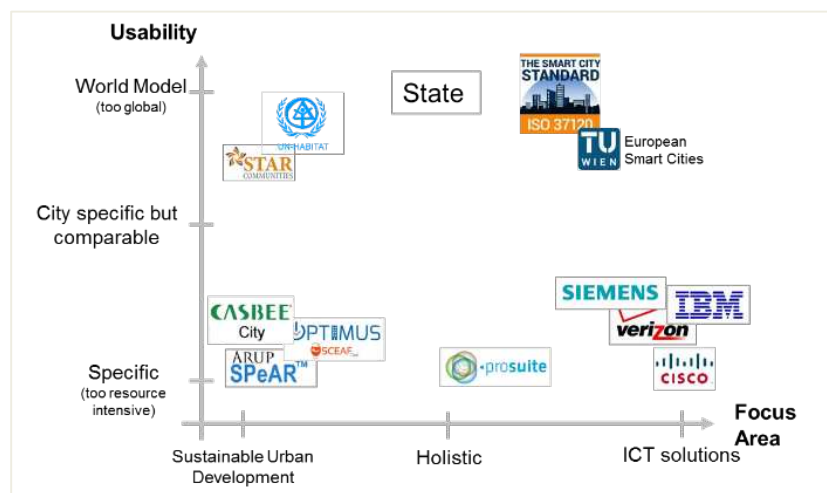 Usability
World Model
(too global)
State
THE SMART CITY
STANDARD
ISO 37120
UN-HABITAT
STAR
COMMUNITIES
TU
WIEN
European
Smart Cities
City specific but
comparable
CASBEE
City
OPTIMUS
SCEAF
ARUP
SPeAR™
prosuite
SIEMENS
verizon
IBM
CISCO
Specific
(too resource
intensive)
Focus
Area
Sustainable Urban
Development
Holistic
ICT solutions